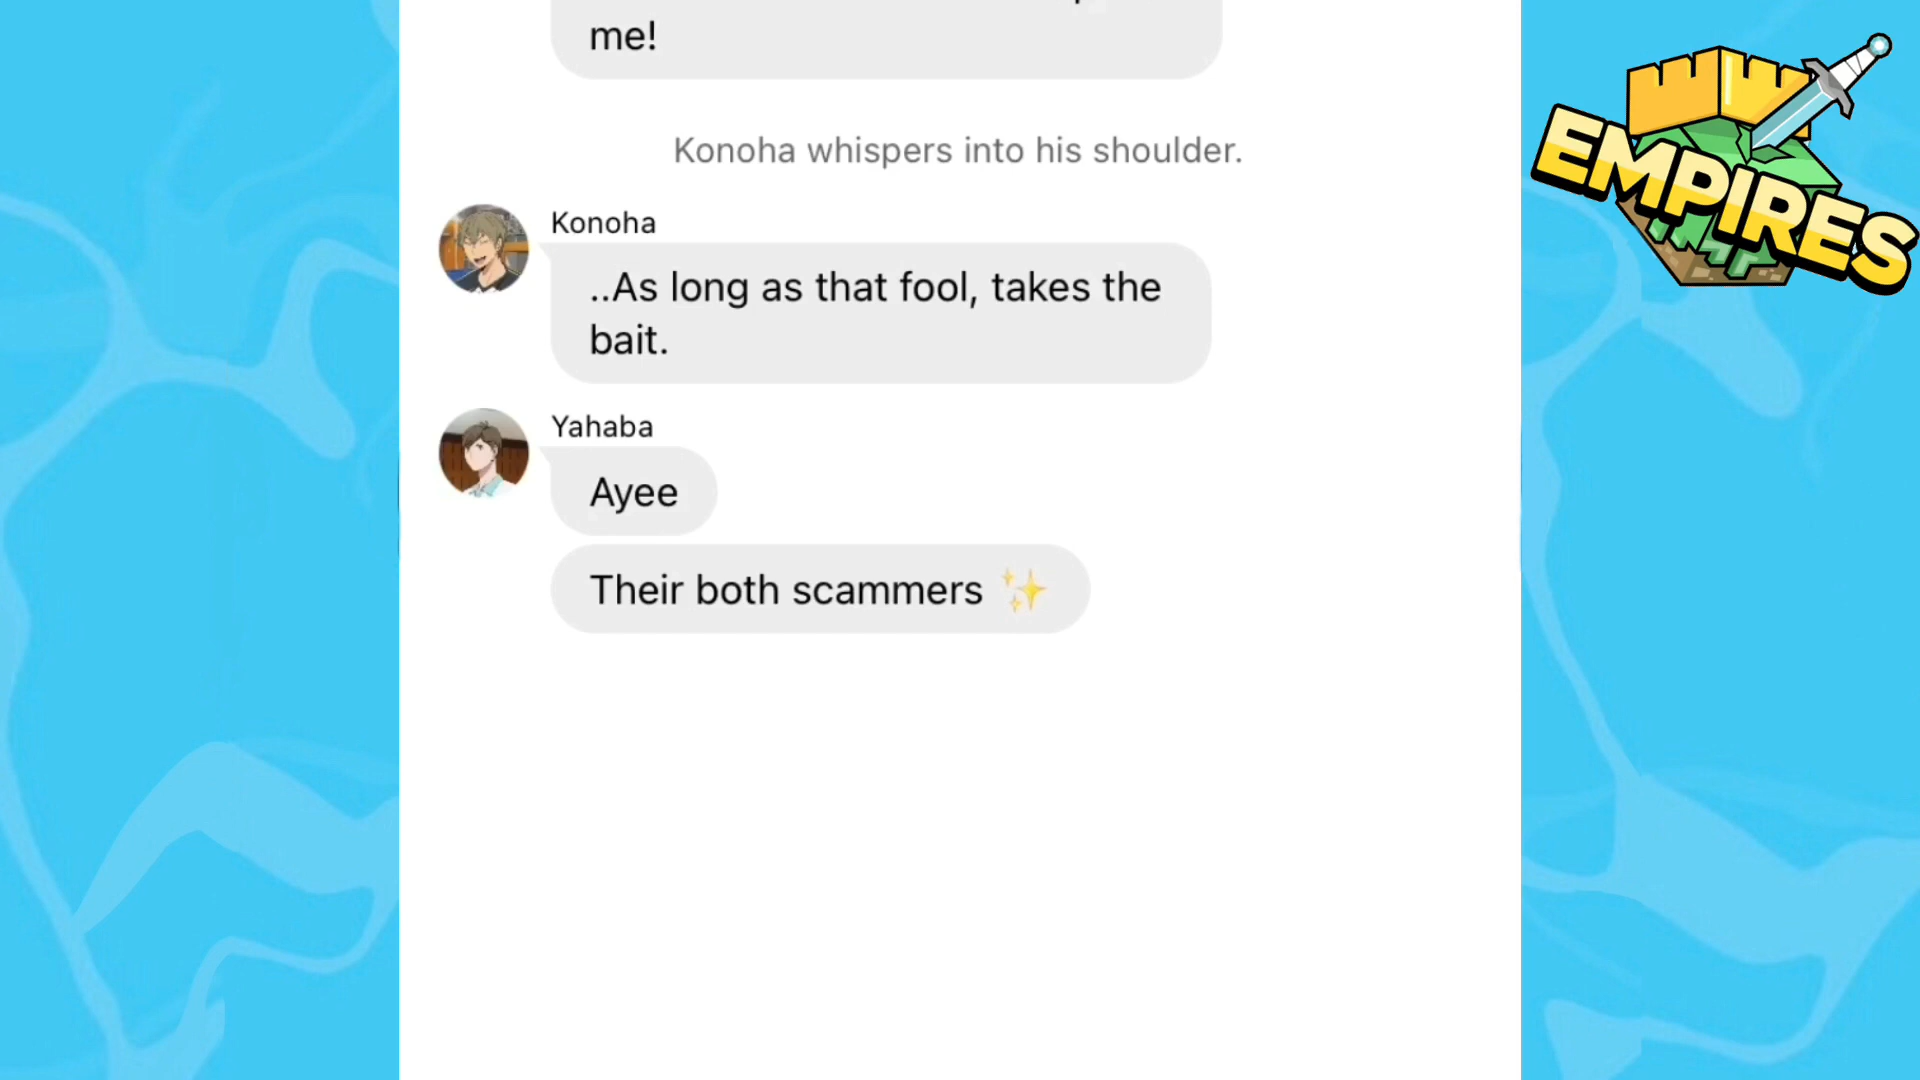 me!
Konoha whispers into his shoulder.
Konoha
..As long as that fool, takes the
bait.
Yahaba
Ayee
Their both scammers ✨
EMPIRES